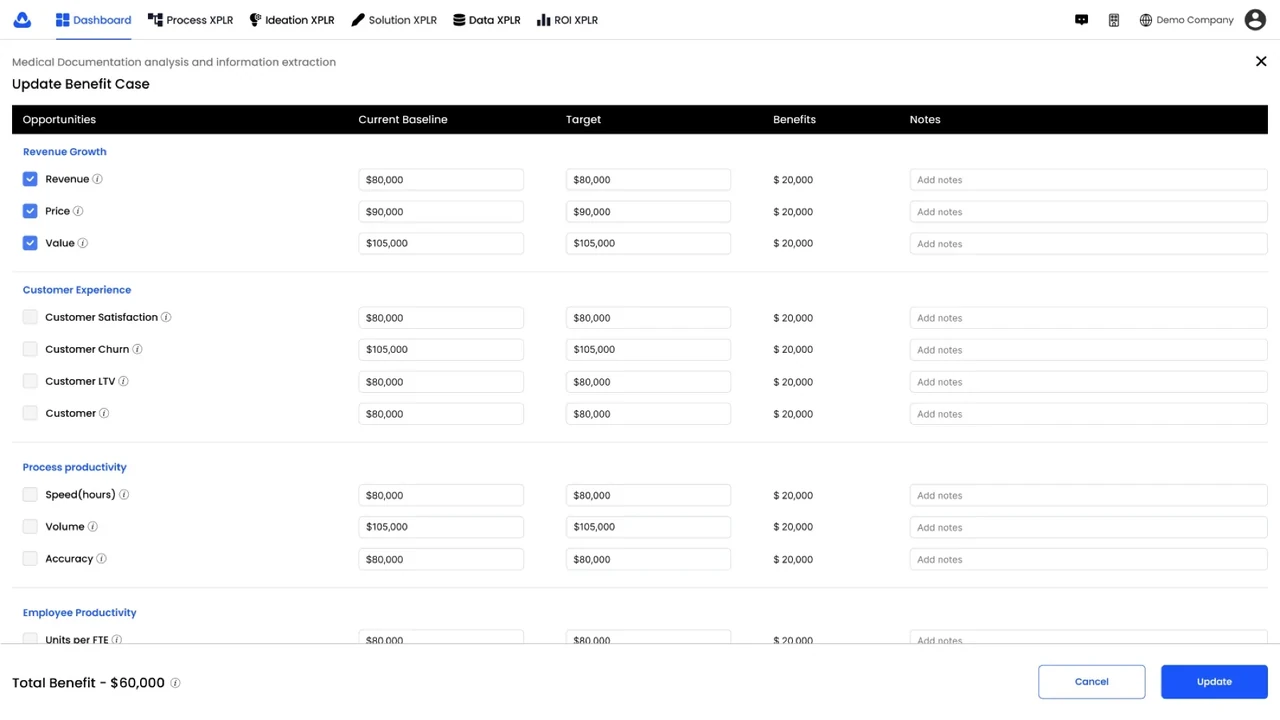 Dashboard Process XPLR Ideation XPLR Solution XPLR Data XPLR ROI XPLR Demo Company
Medical Documentation analysis and information extraction
Update Benefit Case
Opportunities Current Baseline Target Benefits Notes
Revenue Growth
Revenue $80,000 $80,000 $ 20,000 Add notes
Price $90,000 $90,000 $ 20,000 Add notes
Value $105,000 $105,000 $ 20,000 Add notes
Customer Experience
Customer Satisfaction $80,000 $80,000 $ 20,000 Add notes
Customer Churn $105,000 $105,000 $ 20,000 Add notes
Customer LTV $80,000 $80,000 $ 20,000 Add notes
Customer $80,000 $80,000 $ 20,000 Add notes
Process productivity
Speed(hours) $80,000 $80,000 $ 20,000 Add notes
Volume $105,000 $105,000 $ 20,000 Add notes
Accuracy $80,000 $80,000 $ 20,000 Add notes
Employee Productivity
Units per FTE $80,000 $80,000 $ 20,000 Add notes
Total Benefit - $60,000 Cancel Update